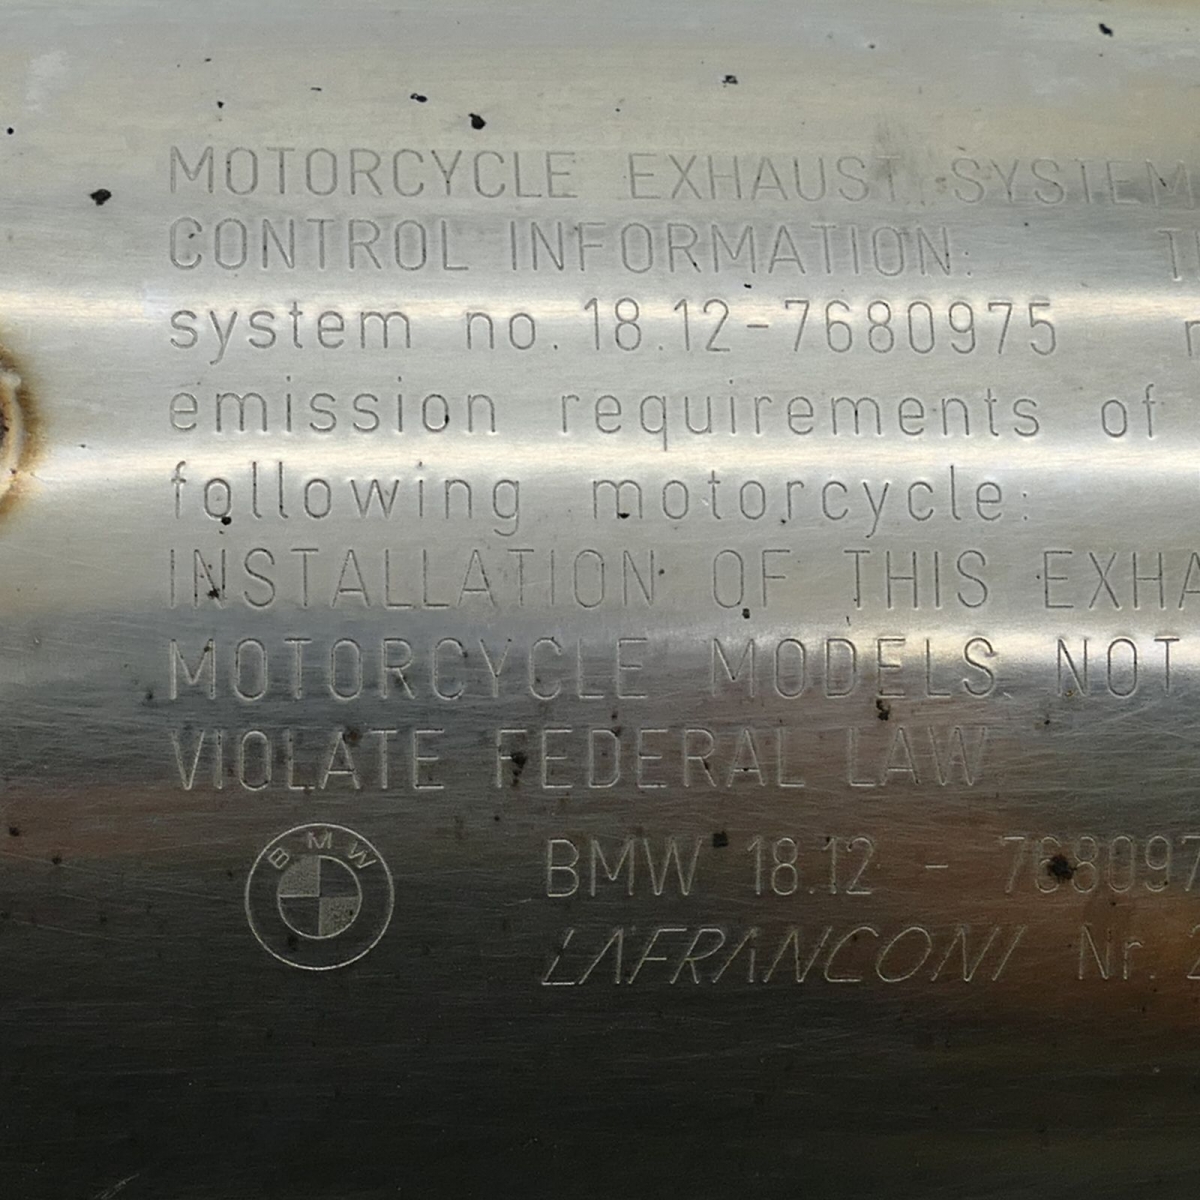 MOTORCYCLE EXHAUST SYSTEM
CONTROL INFORMATION:
system no. 18.12-7680975
emission requirements of
following motorcycle:
INSTALLATION OF THIS EXHA
MOTORCYCLE MODELS NOT
VIOLATE FEDERAL LAW
BMW
BMW 18.12 - 768097
LAFRANCONI Nr. 2